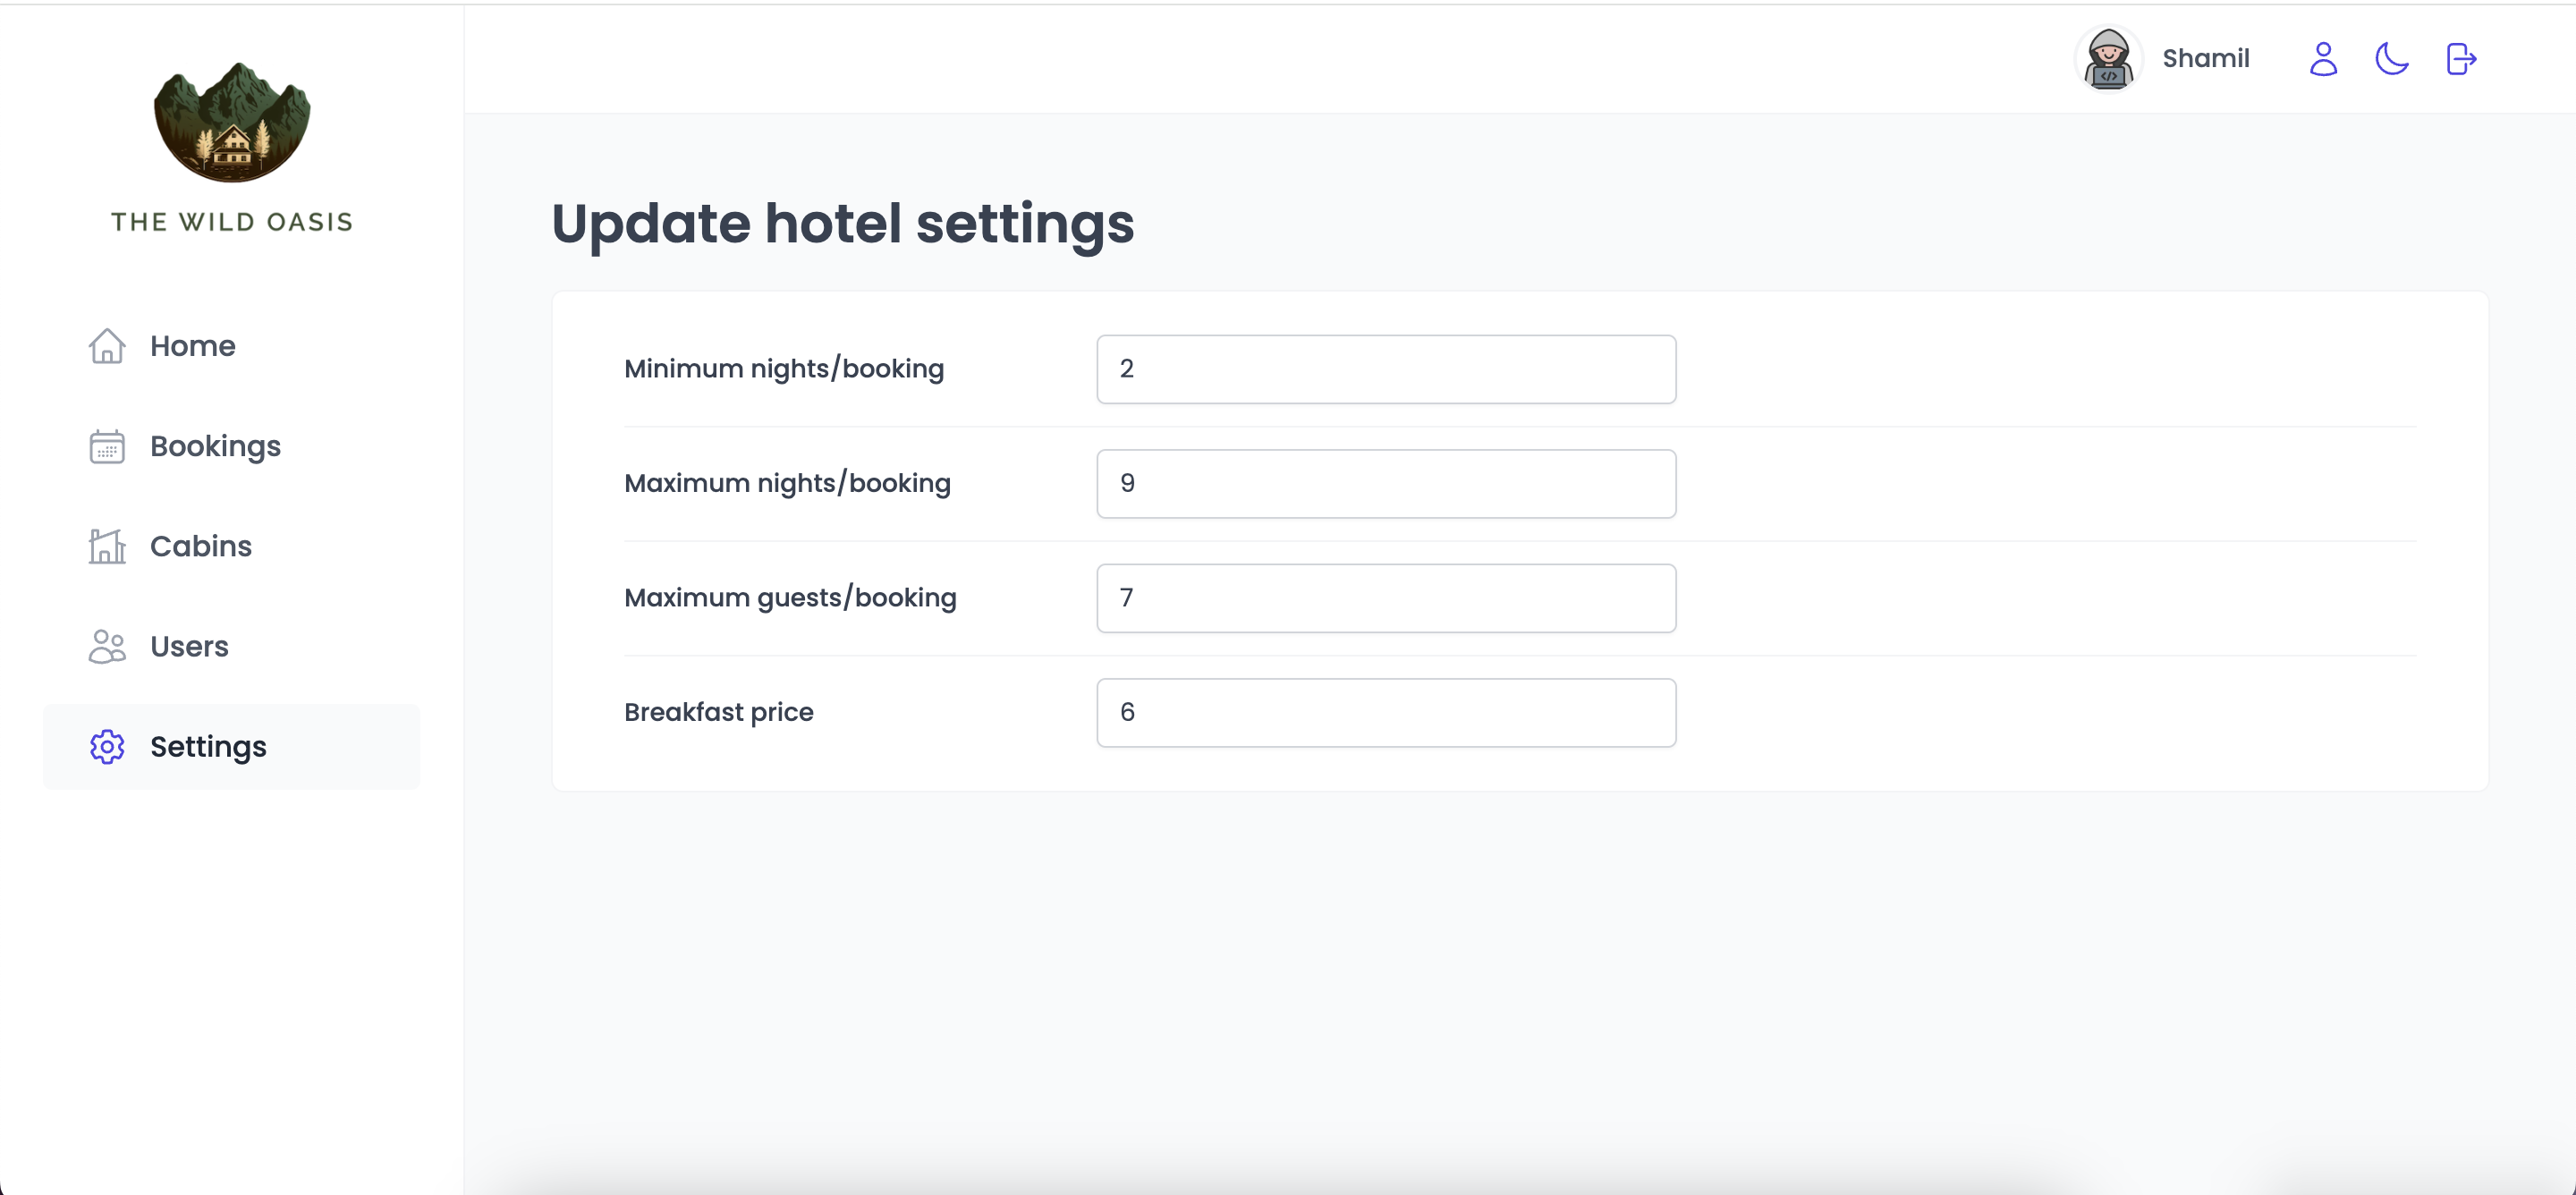 THE WILD OASIS
Home
Bookings
Cabins
Users
Settings
Shamil
Update hotel settings
Minimum nights/booking 2
Maximum nights/booking 9
Maximum guests/booking 7
Breakfast price 6